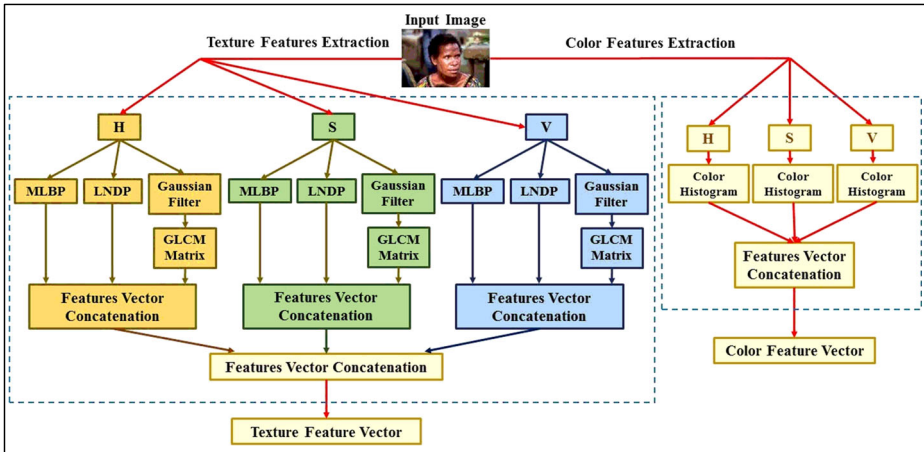 Input Image
Texture Features Extraction
Color Features Extraction
H
S
V
H
S
V
MLBP
LNDP
Gaussian
Filter
MLBP
LNDP
Gaussian
Filter
MLBP
LNDP
Gaussian
Filter
Color
Histogram
Color
Histogram
Color
Histogram
GLCM
Matrix
GLCM
Matrix
GLCM
Matrix
Features Vector
Concatenation
Features Vector
Concatenation
Features Vector
Concatenation
Features Vector
Concatenation
Features Vector Concatenation
Color Feature Vector
Texture Feature Vector